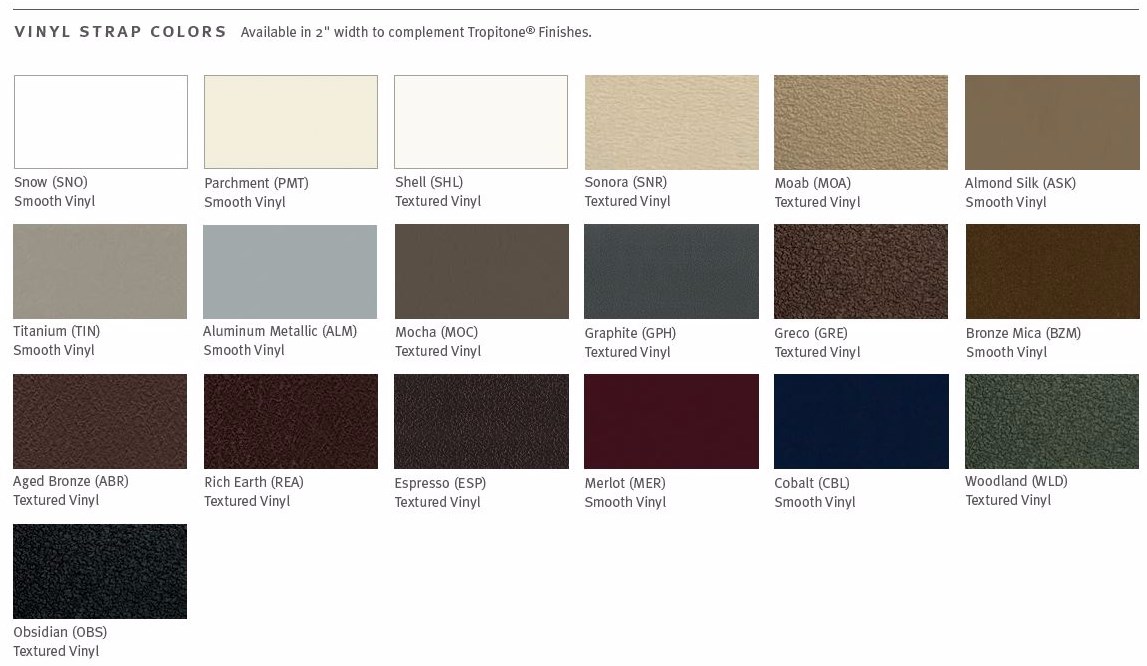 VINYL STRAP COLORS Available in 2" width to complement Tropitone® Finishes.
Snow (SNO)
Smooth Vinyl
Parchment (PMT)
Smooth Vinyl
Shell (SHL)
Textured Vinyl
Sonora (SNR)
Textured Vinyl
Moab (MOA)
Textured Vinyl
Almond Silk (ASK)
Smooth Vinyl
Titanium (TIN)
Smooth Vinyl
Aluminum Metallic (ALM)
Smooth Vinyl
Mocha (MOC)
Textured Vinyl
Graphite (GPH)
Textured Vinyl
Greco (GRE)
Textured Vinyl
Bronze Mica (BZM)
Smooth Vinyl
Aged Bronze (ABR)
Textured Vinyl
Rich Earth (REA)
Textured Vinyl
Espresso (ESP)
Textured Vinyl
Merlot (MER)
Smooth Vinyl
Cobalt (CBL)
Smooth Vinyl
Woodland (WLD)
Textured Vinyl
Obsidian (OBS)
Textured Vinyl